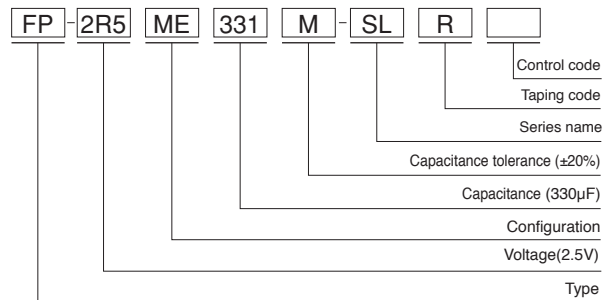 FP-2R5 ME 331 M-SL R
Control code
Taping code
Series name
Capacitance tolerance (±20%)
Capacitance (330μF)
Configuration
Voltage(2.5V)
Type